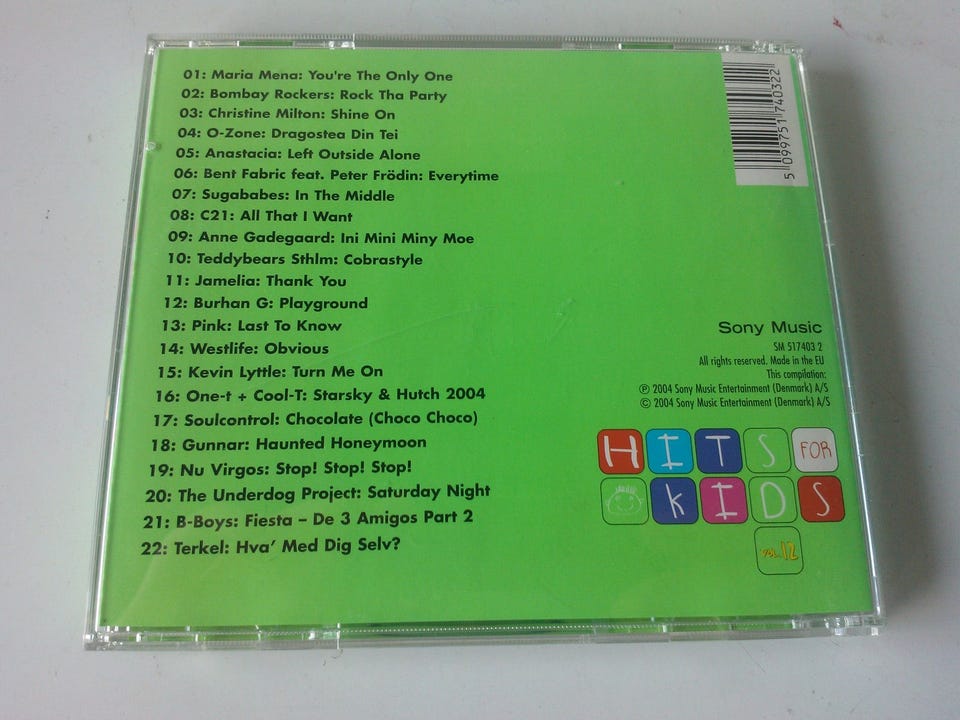 01: Maria Mena: You're The Only One
02: Bombay Rockers: Rock Tha Party
03: Christine Milton: Shine On
04: O-Zone: Dragostea Din Tei
05: Anastacia: Left Outside Alone
06: Bent Fabric feat. Peter Frödin: Everytime
07: Sugababes: In The Middle
08: C21: All That I Want
09: Anne Gadegaard: Ini Mini Miny Moe
10: Teddybears Sthlm: Cobrastyle
11: Jamelia: Thank You
12: Burhan G: Playground
13: Pink: Last To Know
14: Westlife: Obvious
15: Kevin Lyttle: Turn Me On
16: One-t + Cool-T: Starsky & Hutch 2004
17: Soulcontrol: Chocolate (Choco Choco)
18: Gunnar: Haunted Honeymoon
19: Nu Virgos: Stop! Stop! Stop!
20: The Underdog Project: Saturday Night
21: B-Boys: Fiesta – De 3 Amigos Part 2
22: Terkel: Hva' Med Dig Selv?
5 099751 740322
Sony Music
SM 517403 2
All rights reserved. Made in the EU
This compilation:
℗ 2004 Sony Music Entertainment (Denmark) A/S
© 2004 Sony Music Entertainment (Denmark) A/S
HITS FOR
KIDS
VOL. 12